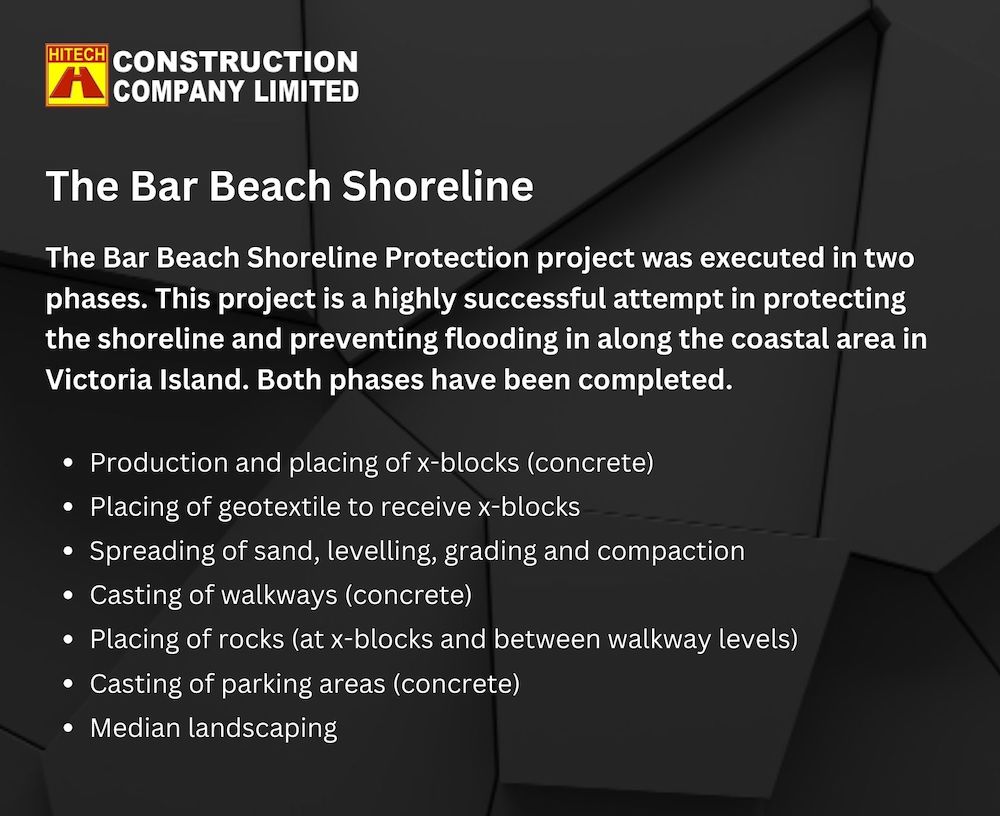 HITECH
CONSTRUCTION
COMPANY LIMITED
The Bar Beach Shoreline
The Bar Beach Shoreline Protection project was executed in two
phases. This project is a highly successful attempt in protecting
the shoreline and preventing flooding in along the coastal area in
Victoria Island. Both phases have been completed.
• Production and placing of x-blocks (concrete)
• Placing of geotextile to receive x-blocks
• Spreading of sand, levelling, grading and compaction
• Casting of walkways (concrete)
• Placing of rocks (at x-blocks and between walkway levels)
• Casting of parking areas (concrete)
• Median landscaping